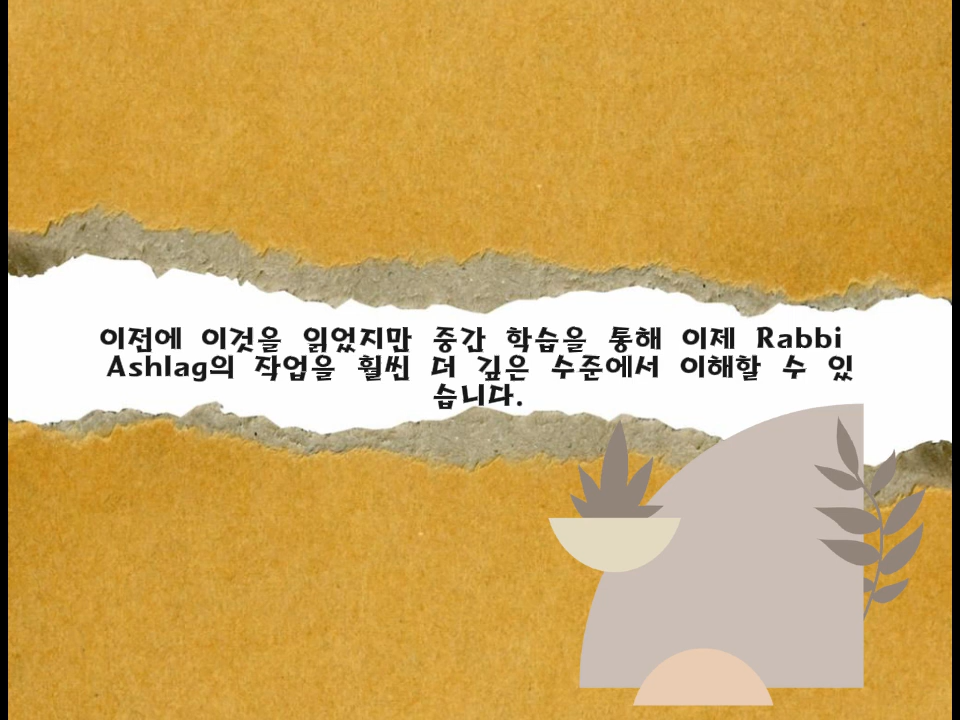 이전에 이것을 읽었지만 중간 학습을 통해 이제 Rabbi
Ashlag의 작업을 훨씬 더 깊은 수준에서 이해할 수 있
습니다.